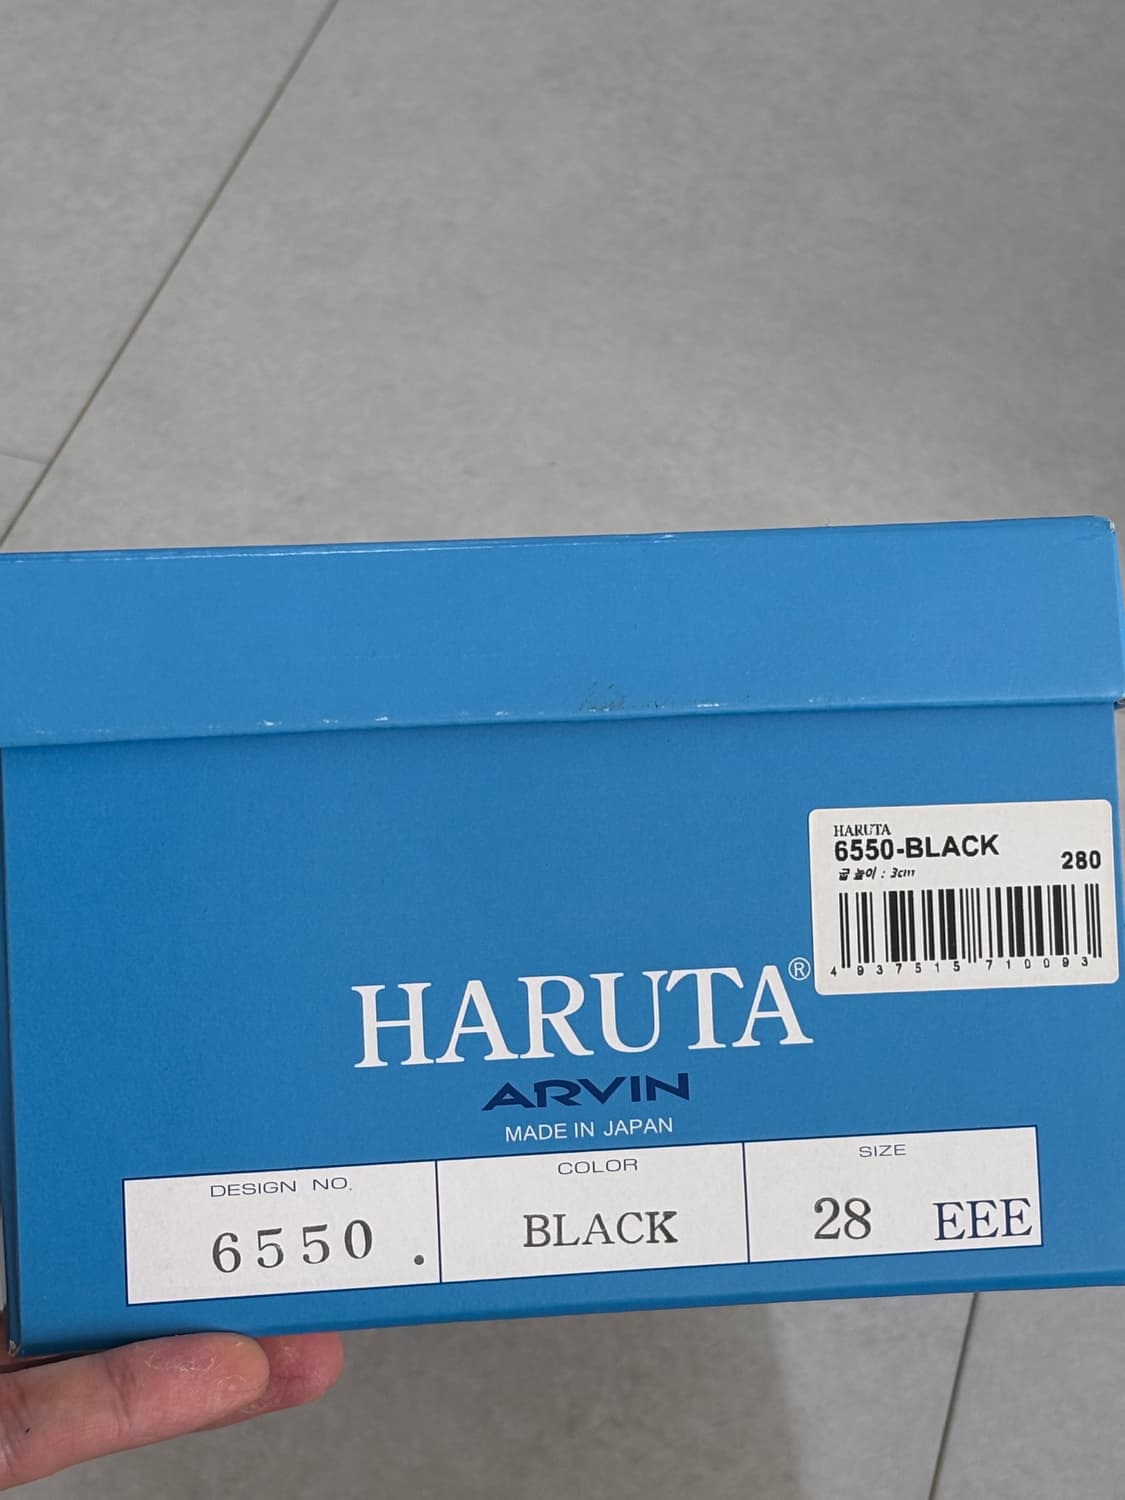 HARUTA
6550-BLACK
280
굽 높이 : 3cm
4 937515 710093
HARUTA®
ARVIN
MADE IN JAPAN
DESIGN NO.
6550.
COLOR
BLACK
SIZE
28 EEE